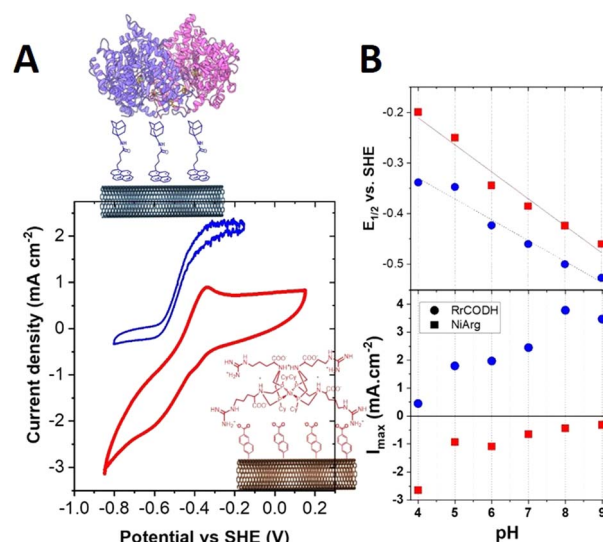 A
B
NH
O
NH
O
NH
O
-0.2
-0.3
-0.4
-0.5
E1/2 vs. SHE
2
1
0
-1
-2
-3
Current density (mA cm-2)
RrCODH
NiArg
4
3
2
1
0
-1
-2
-3
Imax (mA.cm-2)
-1.0 -0.8 -0.6 -0.4 -0.2 0.0 0.2
Potential vs SHE (V)
4 5 6 7 8 9
pH